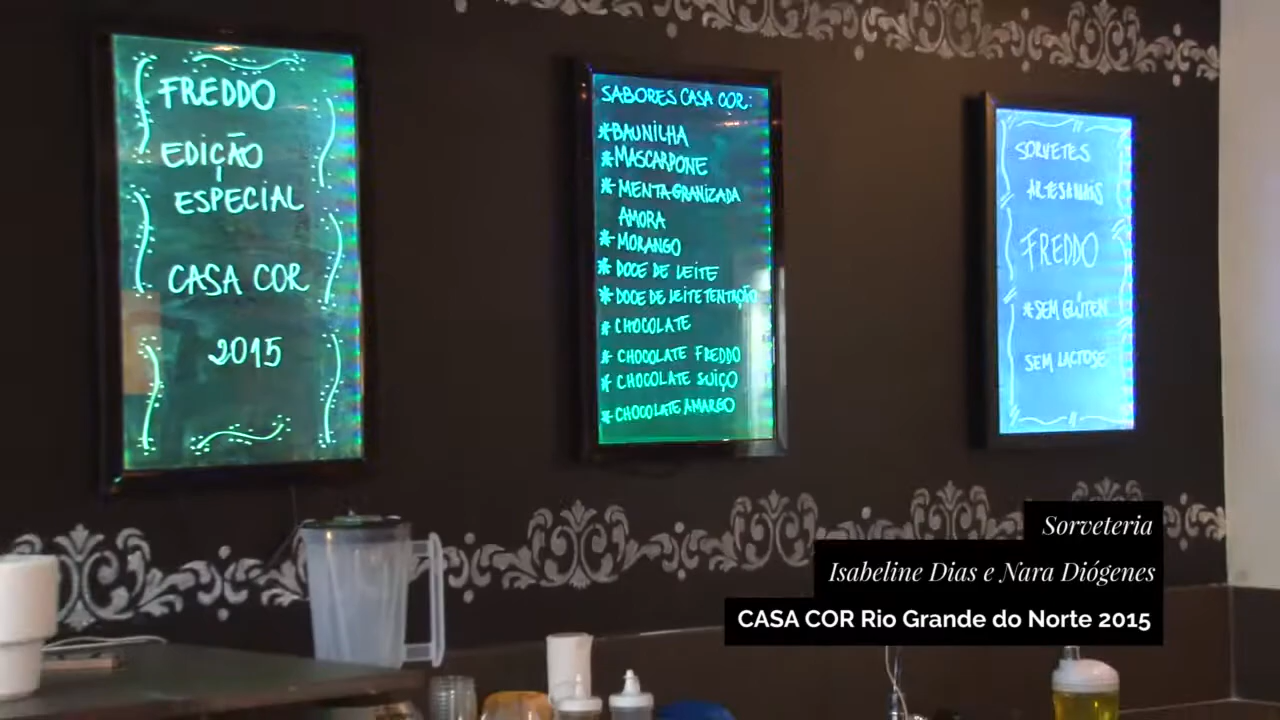 FREDDO
EDIÇÃO
ESPECIAL
CASA COR
2015
SABORES CASA COR:
*BAUNILHA
*MASCARPONE
*MENTA GRANIZADA
AMORA
*MORANGO
*DOCE DE LEITE
*DOCE DE LEITE TENTAÇÃO
*CHOCOLATE
*CHOCOLATE FREDDO
*CHOCOLATE SUIÇO
*CHOCOLATE AMARGO
SORVETES
ARTESANAIS
FREDDO
*SEM GLÚTEN
SEM LACTOSE
Sorveteria
Isabeline Dias e Nara Diógenes
CASA COR Rio Grande do Norte 2015